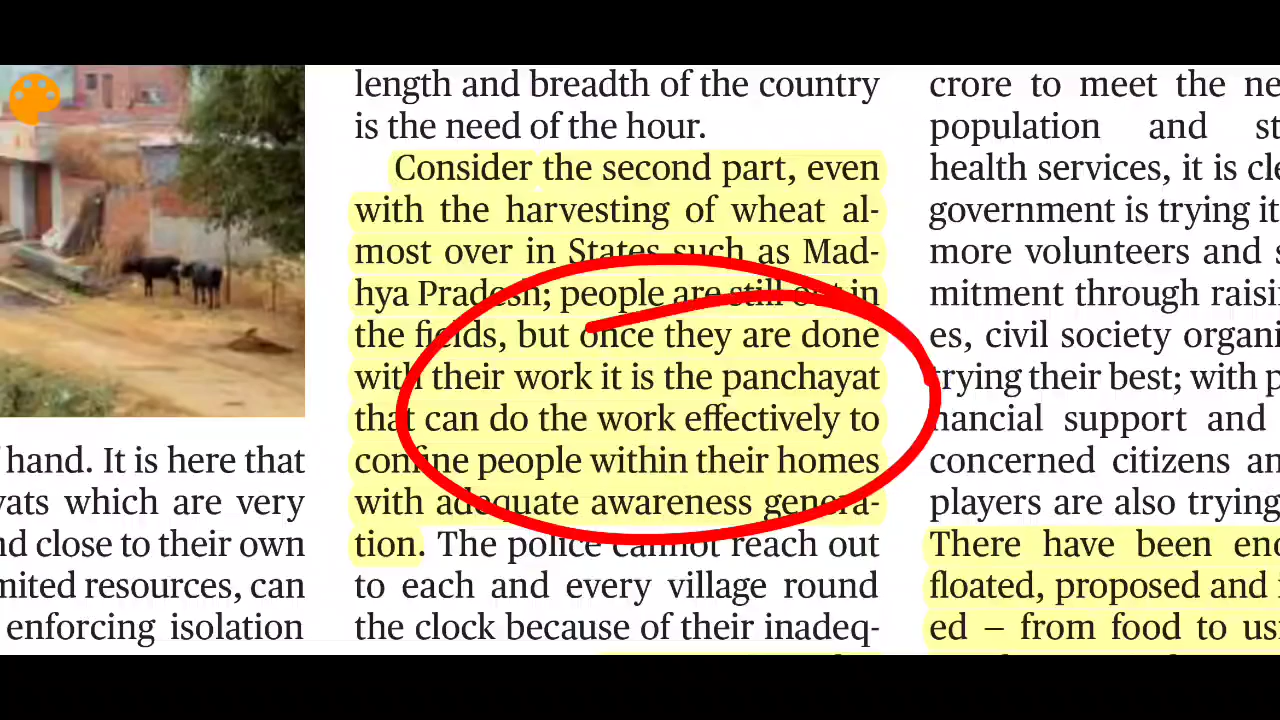 hand. It is here that
which are very
close to their own
resources, can
enforcing isolation
length and breadth of the country
is the need of the hour.
Consider the second part, even
with the harvesting of wheat al-
most over in States such as Mad-
hya Pradesh; people are still out in
the fields, but once they are done
with their work it is the panchayat
that can do the work effectively to
confine people within their homes
with adequate awareness genera-
tion. The police cannot reach out
to each and every village round
the clock because of their inadeq-
crore to meet the
population and
health services, it is
government is trying
more volunteers and
mitment through
es, civil society
trying their best; with
nancial support and
concerned citizens
players are also trying
There have been
floated, proposed and
ed – from food to